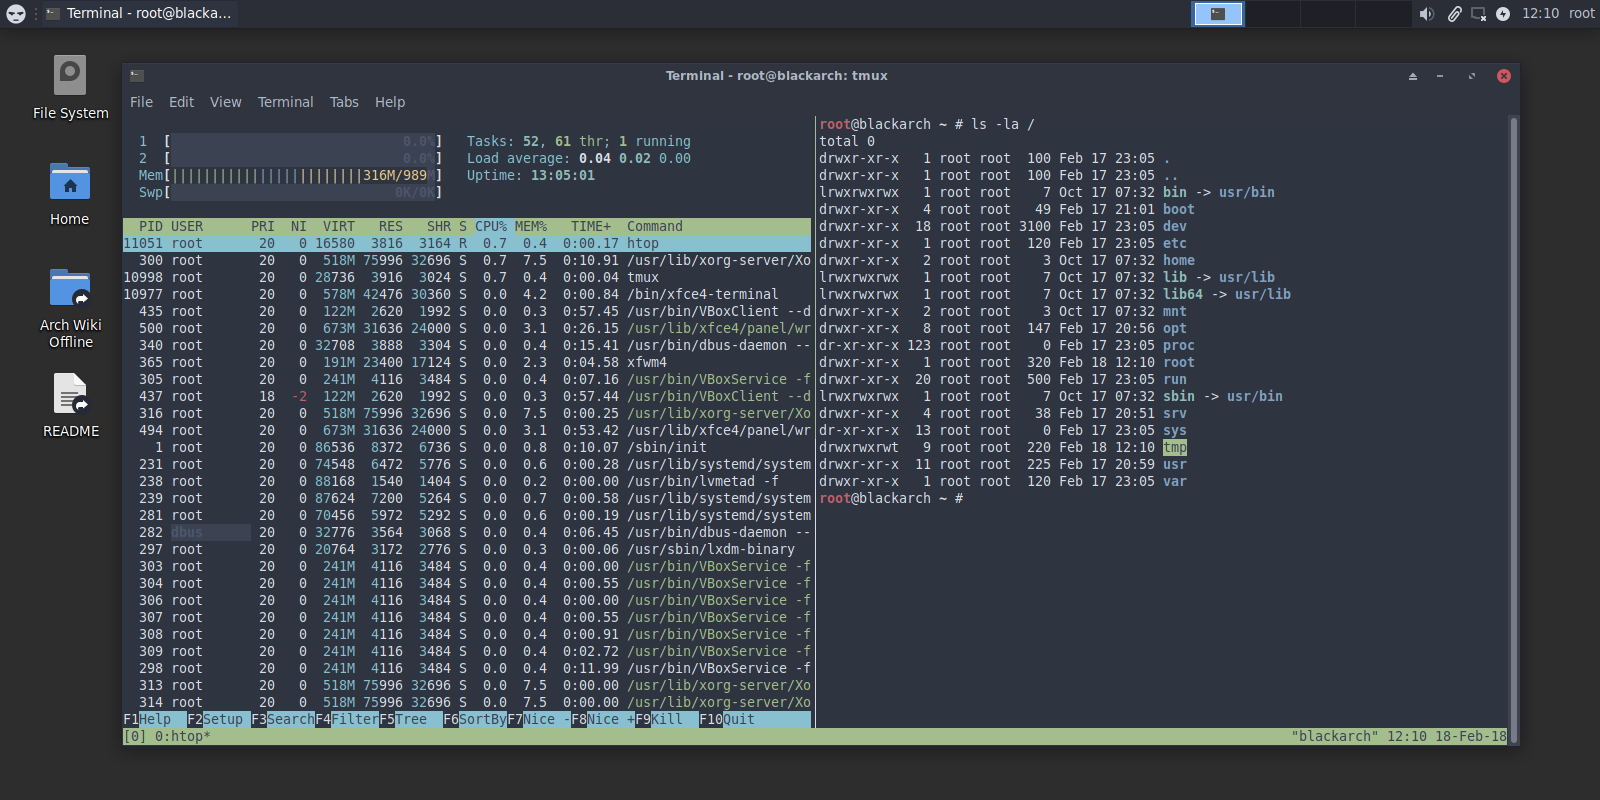 Terminal - root@blacka...
12:10 root
File System
Home
Arch Wiki
Offline
README
Terminal - root@blackarch: tmux
File Edit View Terminal Tabs Help
1 [ 0.0%] Tasks: 52, 61 thr; 1 running
2 [ 0.0%] Load average: 0.04 0.02 0.00
Mem[||||||||||||||||||||||||316M/989M] Uptime: 13:05:01
Swp[ 0K/0K]
PID USER PRI NI VIRT RES SHR S CPU% MEM% TIME+ Command
11051 root 20 0 16580 3816 3164 R 0.7 0.4 0:00.17 htop
300 root 20 0 518M 75996 32696 S 0.7 7.5 0:10.91 /usr/lib/xorg-server/Xo
10998 root 20 0 28736 3916 3024 S 0.7 0.4 0:00.04 tmux
10977 root 20 0 578M 42476 30360 S 0.0 4.2 0:00.84 /bin/xfce4-terminal
435 root 20 0 122M 2620 1992 S 0.0 0.3 0:57.45 /usr/bin/VBoxClient --d
500 root 20 0 673M 31636 24000 S 0.0 3.1 0:26.15 /usr/lib/xfce4/panel/wr
340 root 20 0 32708 3888 3304 S 0.0 0.4 0:15.41 /usr/bin/dbus-daemon --
365 root 20 0 191M 23400 17124 S 0.0 2.3 0:04.58 xfwm4
305 root 20 0 241M 4116 3484 S 0.0 0.4 0:07.16 /usr/bin/VBoxService -f
437 root 18 -2 122M 2620 1992 S 0.0 0.3 0:57.44 /usr/bin/VBoxClient --d
316 root 20 0 518M 75996 32696 S 0.0 7.5 0:00.25 /usr/lib/xorg-server/Xo
494 root 20 0 673M 31636 24000 S 0.0 3.1 0:53.42 /usr/lib/xfce4/panel/wr
1 root 20 0 86536 8372 6736 S 0.0 0.8 0:10.07 /sbin/init
231 root 20 0 74548 6472 5776 S 0.0 0.6 0:00.28 /usr/lib/systemd/system
238 root 20 0 88168 1540 1404 S 0.0 0.2 0:00.00 /usr/bin/lvmetad -f
239 root 20 0 87624 7200 5264 S 0.0 0.7 0:00.58 /usr/lib/systemd/system
281 root 20 0 70456 5972 5292 S 0.0 0.6 0:00.19 /usr/lib/systemd/system
282 dbus 20 0 32776 3564 3068 S 0.0 0.4 0:06.45 /usr/bin/dbus-daemon --
297 root 20 0 20764 3172 2776 S 0.0 0.3 0:00.06 /usr/sbin/lxdm-binary
303 root 20 0 241M 4116 3484 S 0.0 0.4 0:00.00 /usr/bin/VBoxService -f
304 root 20 0 241M 4116 3484 S 0.0 0.4 0:00.55 /usr/bin/VBoxService -f
306 root 20 0 241M 4116 3484 S 0.0 0.4 0:00.00 /usr/bin/VBoxService -f
307 root 20 0 241M 4116 3484 S 0.0 0.4 0:00.55 /usr/bin/VBoxService -f
308 root 20 0 241M 4116 3484 S 0.0 0.4 0:00.91 /usr/bin/VBoxService -f
309 root 20 0 241M 4116 3484 S 0.0 0.4 0:02.72 /usr/bin/VBoxService -f
298 root 20 0 241M 4116 3484 S 0.0 0.4 0:11.99 /usr/bin/VBoxService -f
313 root 20 0 518M 75996 32696 S 0.0 7.5 0:00.00 /usr/lib/xorg-server/Xo
314 root 20 0 518M 75996 32696 S 0.0 7.5 0:00.00 /usr/lib/xorg-server/Xo
F1Help F2Setup F3SearchF4FilterF5Tree F6SortByF7Nice -F8Nice +F9Kill F10Quit
root@blackarch ~ # ls -la /
total 0
drwxr-xr-x 1 root root 100 Feb 17 23:05 .
drwxr-xr-x 1 root root 100 Feb 17 23:05 ..
lrwxrwxrwx 1 root root 7 Oct 17 07:32 bin -> usr/bin
drwxr-xr-x 4 root root 49 Feb 17 21:01 boot
drwxr-xr-x 18 root root 3100 Feb 17 23:05 dev
drwxr-xr-x 1 root root 120 Feb 17 23:05 etc
drwxr-xr-x 2 root root 3 Oct 17 07:32 home
lrwxrwxrwx 1 root root 7 Oct 17 07:32 lib -> usr/lib
lrwxrwxrwx 1 root root 7 Oct 17 07:32 lib64 -> usr/lib
drwxr-xr-x 2 root root 3 Oct 17 07:32 mnt
drwxr-xr-x 8 root root 147 Feb 17 20:56 opt
dr-xr-xr-x 123 root root 0 Feb 17 23:05 proc
drwxr-xr-x 1 root root 320 Feb 18 12:10 root
drwxr-xr-x 20 root root 500 Feb 17 23:05 run
lrwxrwxrwx 1 root root 7 Oct 17 07:32 sbin -> usr/bin
drwxr-xr-x 4 root root 38 Feb 17 20:51 srv
dr-xr-xr-x 13 root root 0 Feb 17 23:05 sys
drwxrwxrwt 9 root root 220 Feb 18 12:10 tmp
drwxr-xr-x 11 root root 225 Feb 17 20:59 usr
drwxr-xr-x 1 root root 120 Feb 17 23:05 var
root@blackarch ~ #
[0] 0:htop* "blackarch" 12:10 18-Feb-18